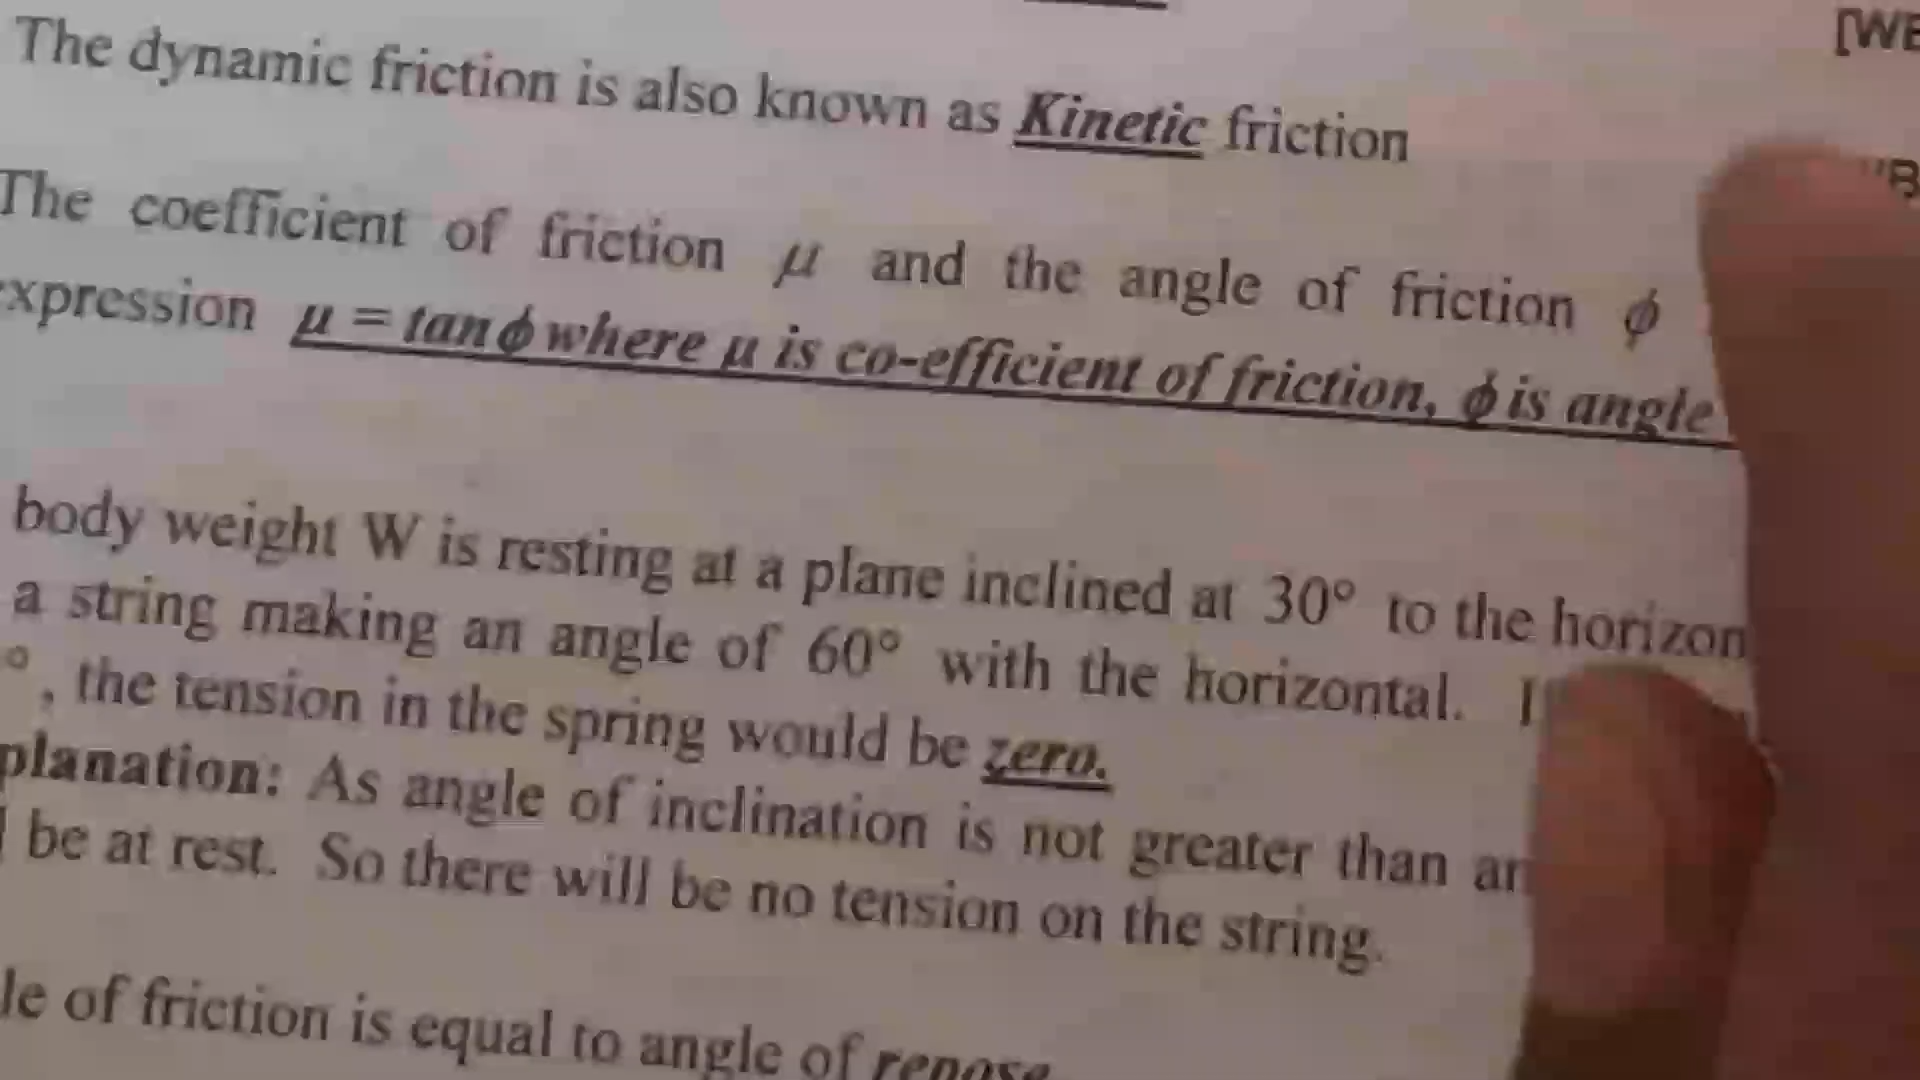 [WB
The dynamic friction is also known as Kinetic friction
"B
The coefficient of friction μ and the angle of friction ϕ
xpression μ = tanϕ where μ is co-efficient of friction, ϕ is angle
body weight W is resting at a plane inclined at 30° to the horizon
a string making an angle of 60° with the horizontal. I
°, the tension in the spring would be zero.
planation: As angle of inclination is not greater than an
be at rest. So there will be no tension on the string.
le of friction is equal to angle of repose